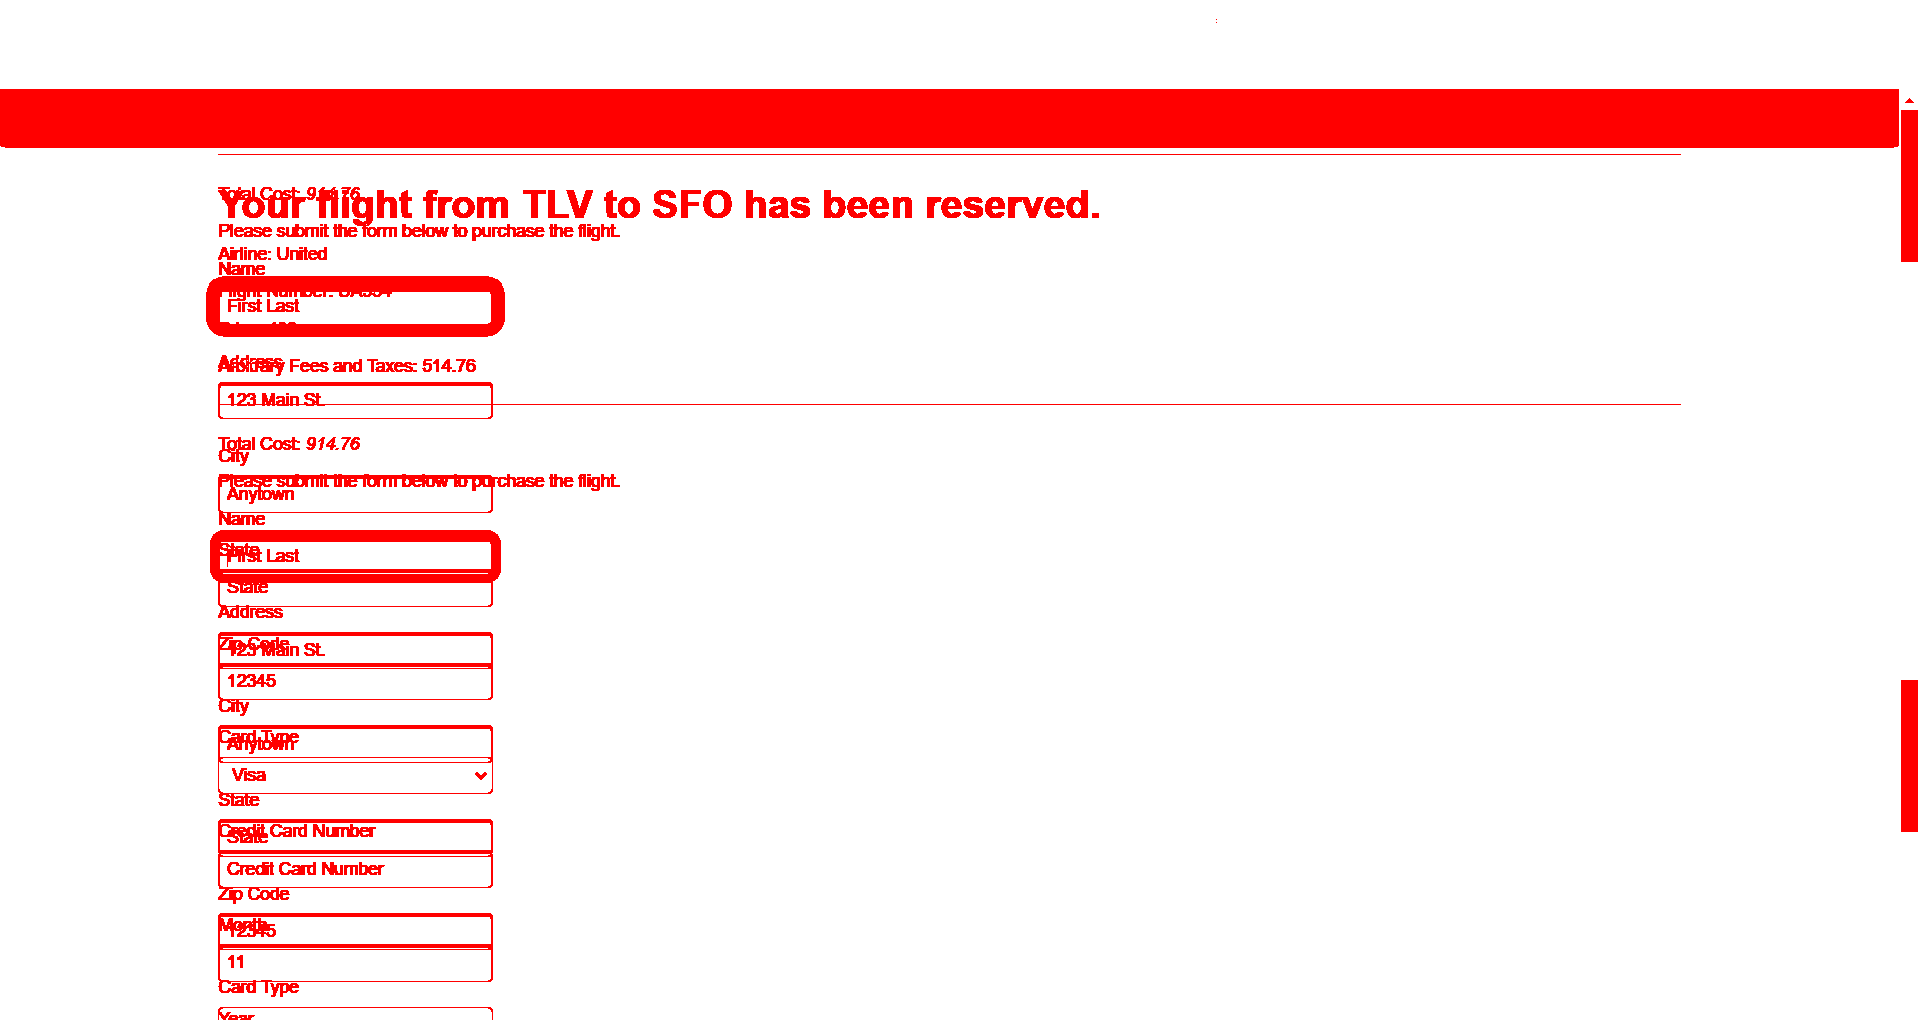 Total Cost: 914.76
Your flight from TLV to SFO has been reserved.
Please submit the form below to purchase the flight.
Airline: United
Name
Flight Number: UA954
First Last
Address
Arbitrary Fees and Taxes: 514.76
123 Main St.
Total Cost: 914.76
City
Please submit the form below to purchase the flight.
Anytown
Name
State
First Last
State
Address
Zip Code
123 Main St.
12345
City
Card Type
Anytown
Visa
State
Credit Card Number
State
Credit Card Number
Zip Code
Month
12345
11
Card Type
Year